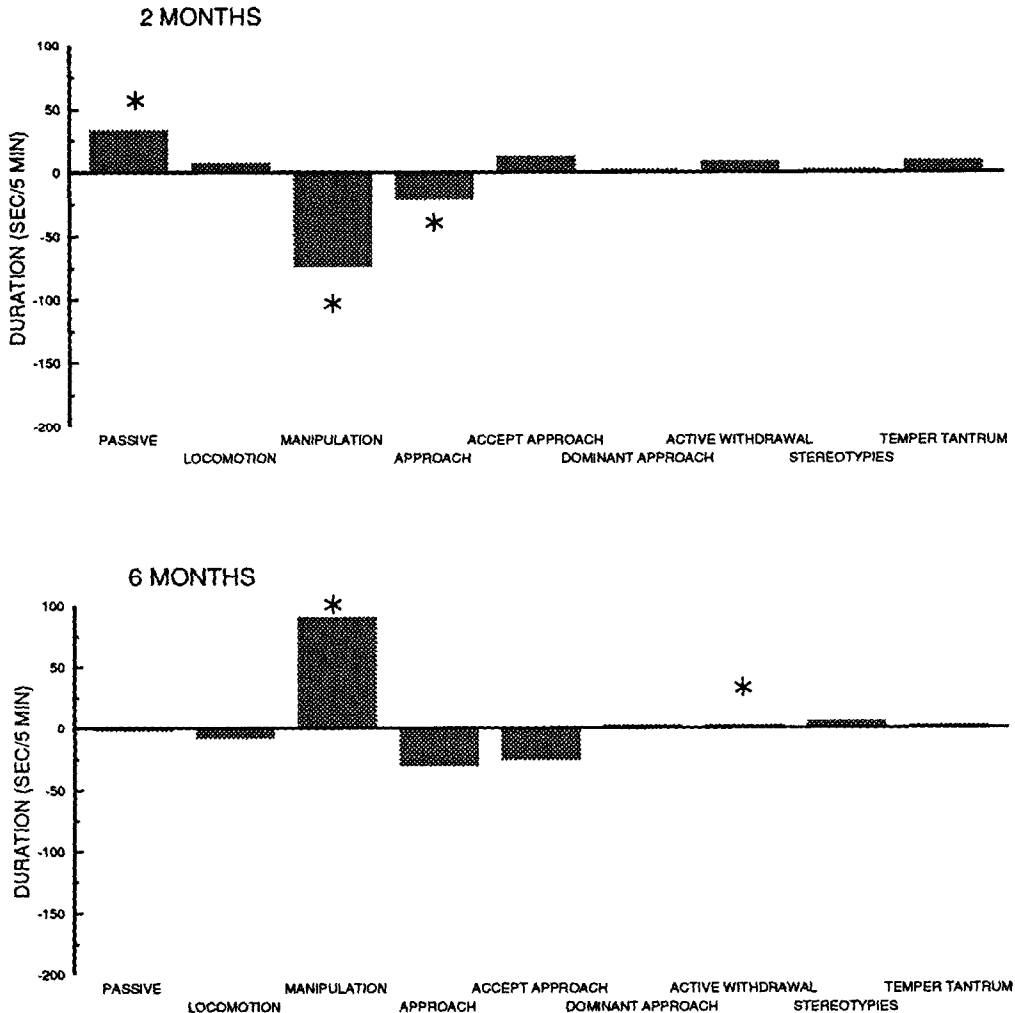 2 MONTHS
100
50
0
-50
-100
-150
-200
DURATION (SEC/5 MIN)
*
*
*
PASSIVE MANIPULATION ACCEPT APPROACH ACTIVE WITHDRAWAL TEMPER TANTRUM
LOCOMOTION APPROACH DOMINANT APPROACH STEREOTYPIES
6 MONTHS
100
50
0
-50
-100
-150
-200
DURATION (SEC/5 MIN)
*
*
PASSIVE MANIPULATION ACCEPT APPROACH ACTIVE WITHDRAWAL TEMPER TANTRUM
LOCOMOTION APPROACH DOMINANT APPROACH STEREOTYPIES